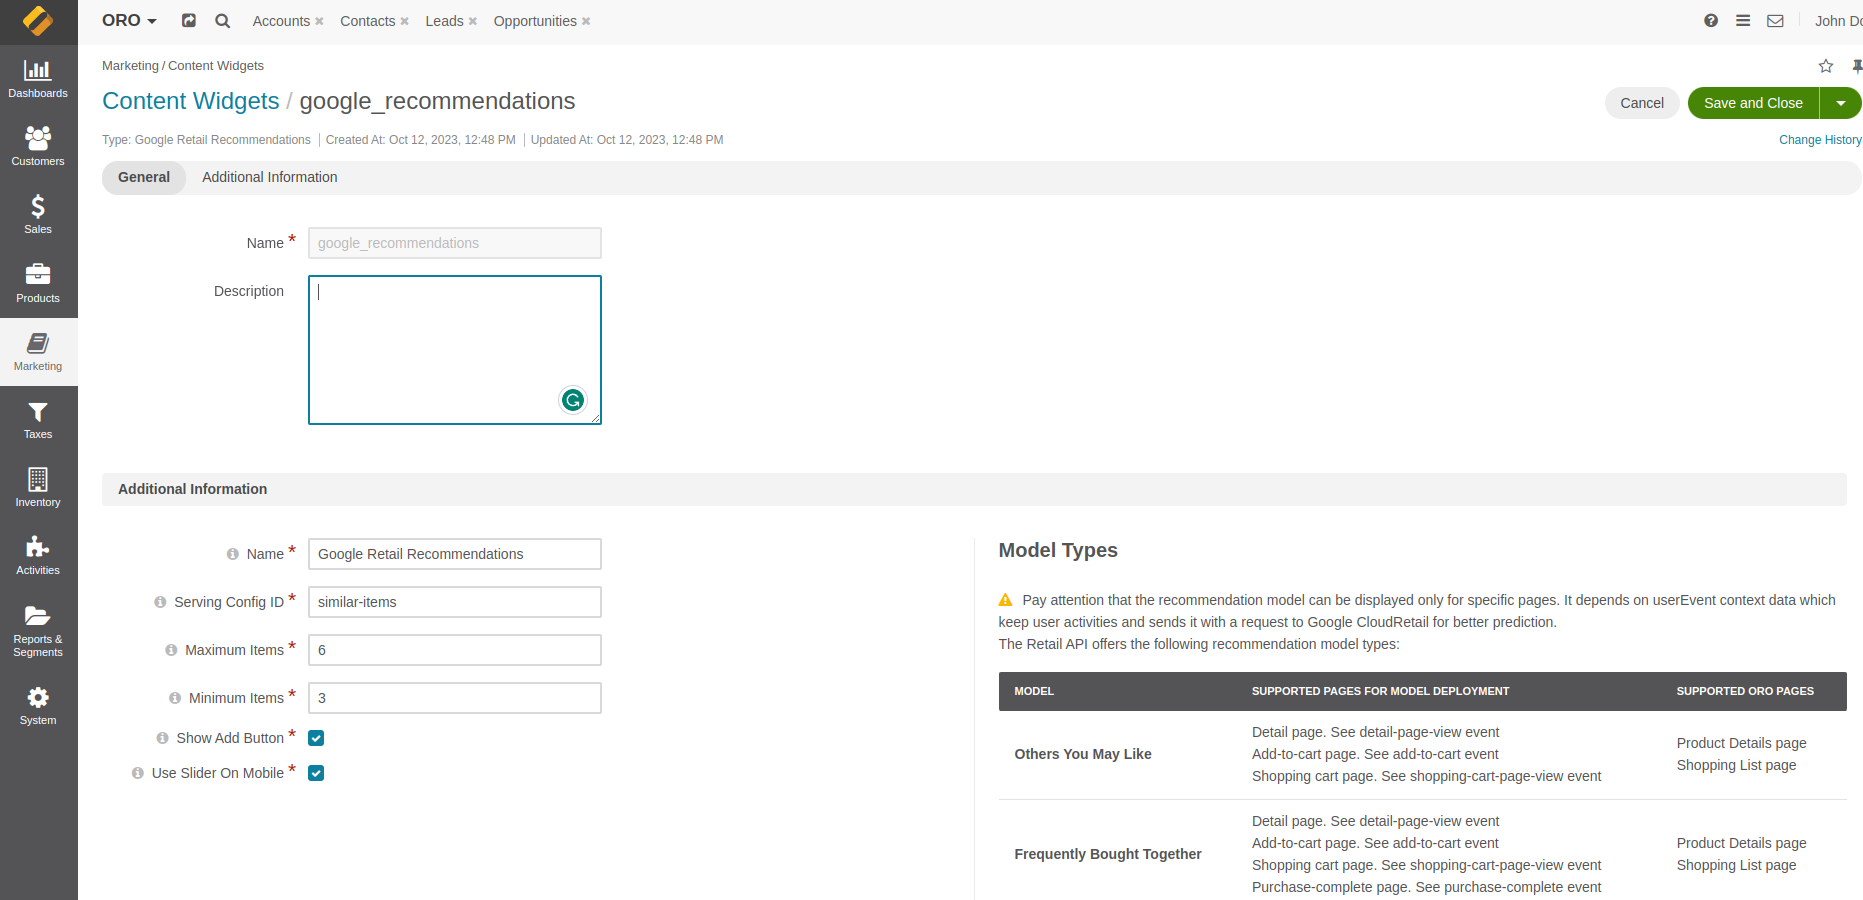 ORO Accounts Contacts Leads Opportunities John Do
Dashboards
Customers
Sales
Products
Marketing
Taxes
Inventory
Activities
Reports &
Segments
System
Marketing / Content Widgets
Content Widgets / google_recommendations
Cancel Save and Close
Type: Google Retail Recommendations Created At: Oct 12, 2023, 12:48 PM Updated At: Oct 12, 2023, 12:48 PM Change History
General Additional Information
Name * google_recommendations
Description
Additional Information
Name * Google Retail Recommendations
Serving Config ID * similar-items
Maximum Items * 6
Minimum Items * 3
Show Add Button *
Use Slider On Mobile *
Model Types
Pay attention that the recommendation model can be displayed only for specific pages. It depends on userEvent context data which
keep user activities and sends it with a request to Google CloudRetail for better prediction.
The Retail API offers the following recommendation model types:
MODEL SUPPORTED PAGES FOR MODEL DEPLOYMENT SUPPORTED ORO PAGES
Others You May Like
Detail page. See detail-page-view event
Add-to-cart page. See add-to-cart event
Shopping cart page. See shopping-cart-page-view event
Product Details page
Shopping List page
Frequently Bought Together
Detail page. See detail-page-view event
Add-to-cart page. See add-to-cart event
Shopping cart page. See shopping-cart-page-view event
Purchase-complete page. See purchase-complete event
Product Details page
Shopping List page